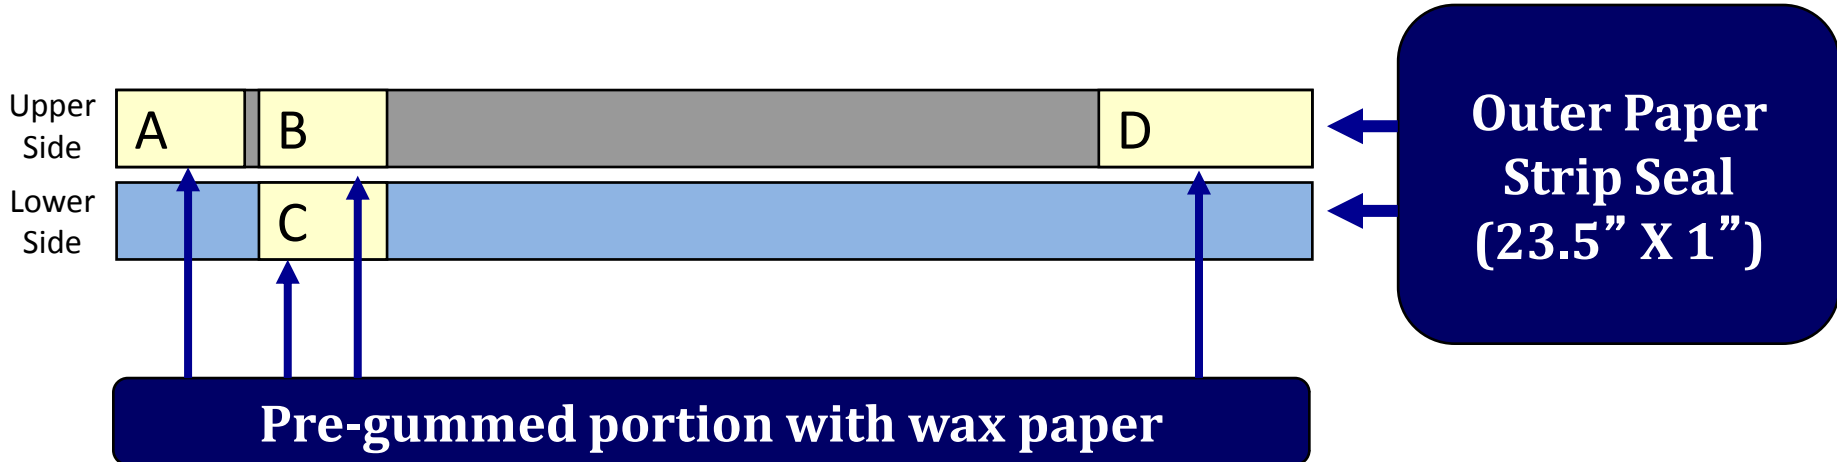 Upper
Side
A
B
D
Lower
Side
C
Outer Paper
Strip Seal
(23.5” X 1”)
Pre-gummed portion with wax paper